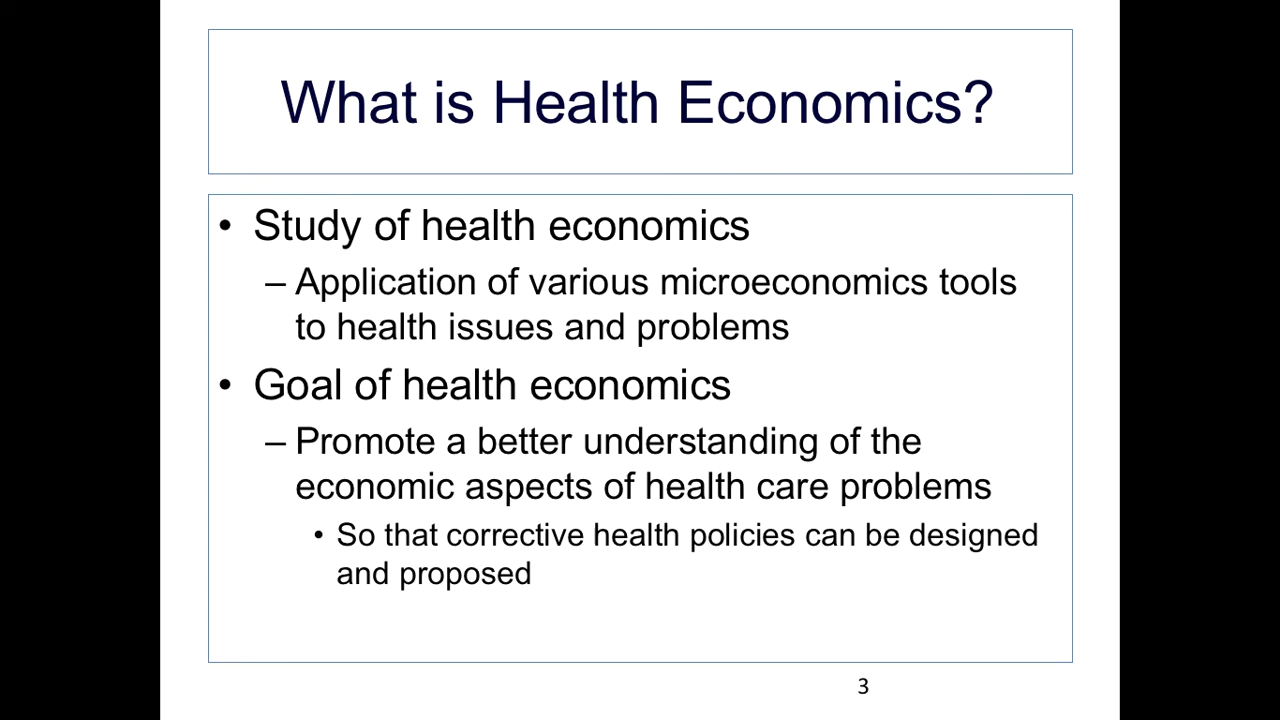 What is Health Economics?
• Study of health economics
– Application of various microeconomics tools
to health issues and problems
• Goal of health economics
– Promote a better understanding of the
economic aspects of health care problems
• So that corrective health policies can be designed
and proposed
3